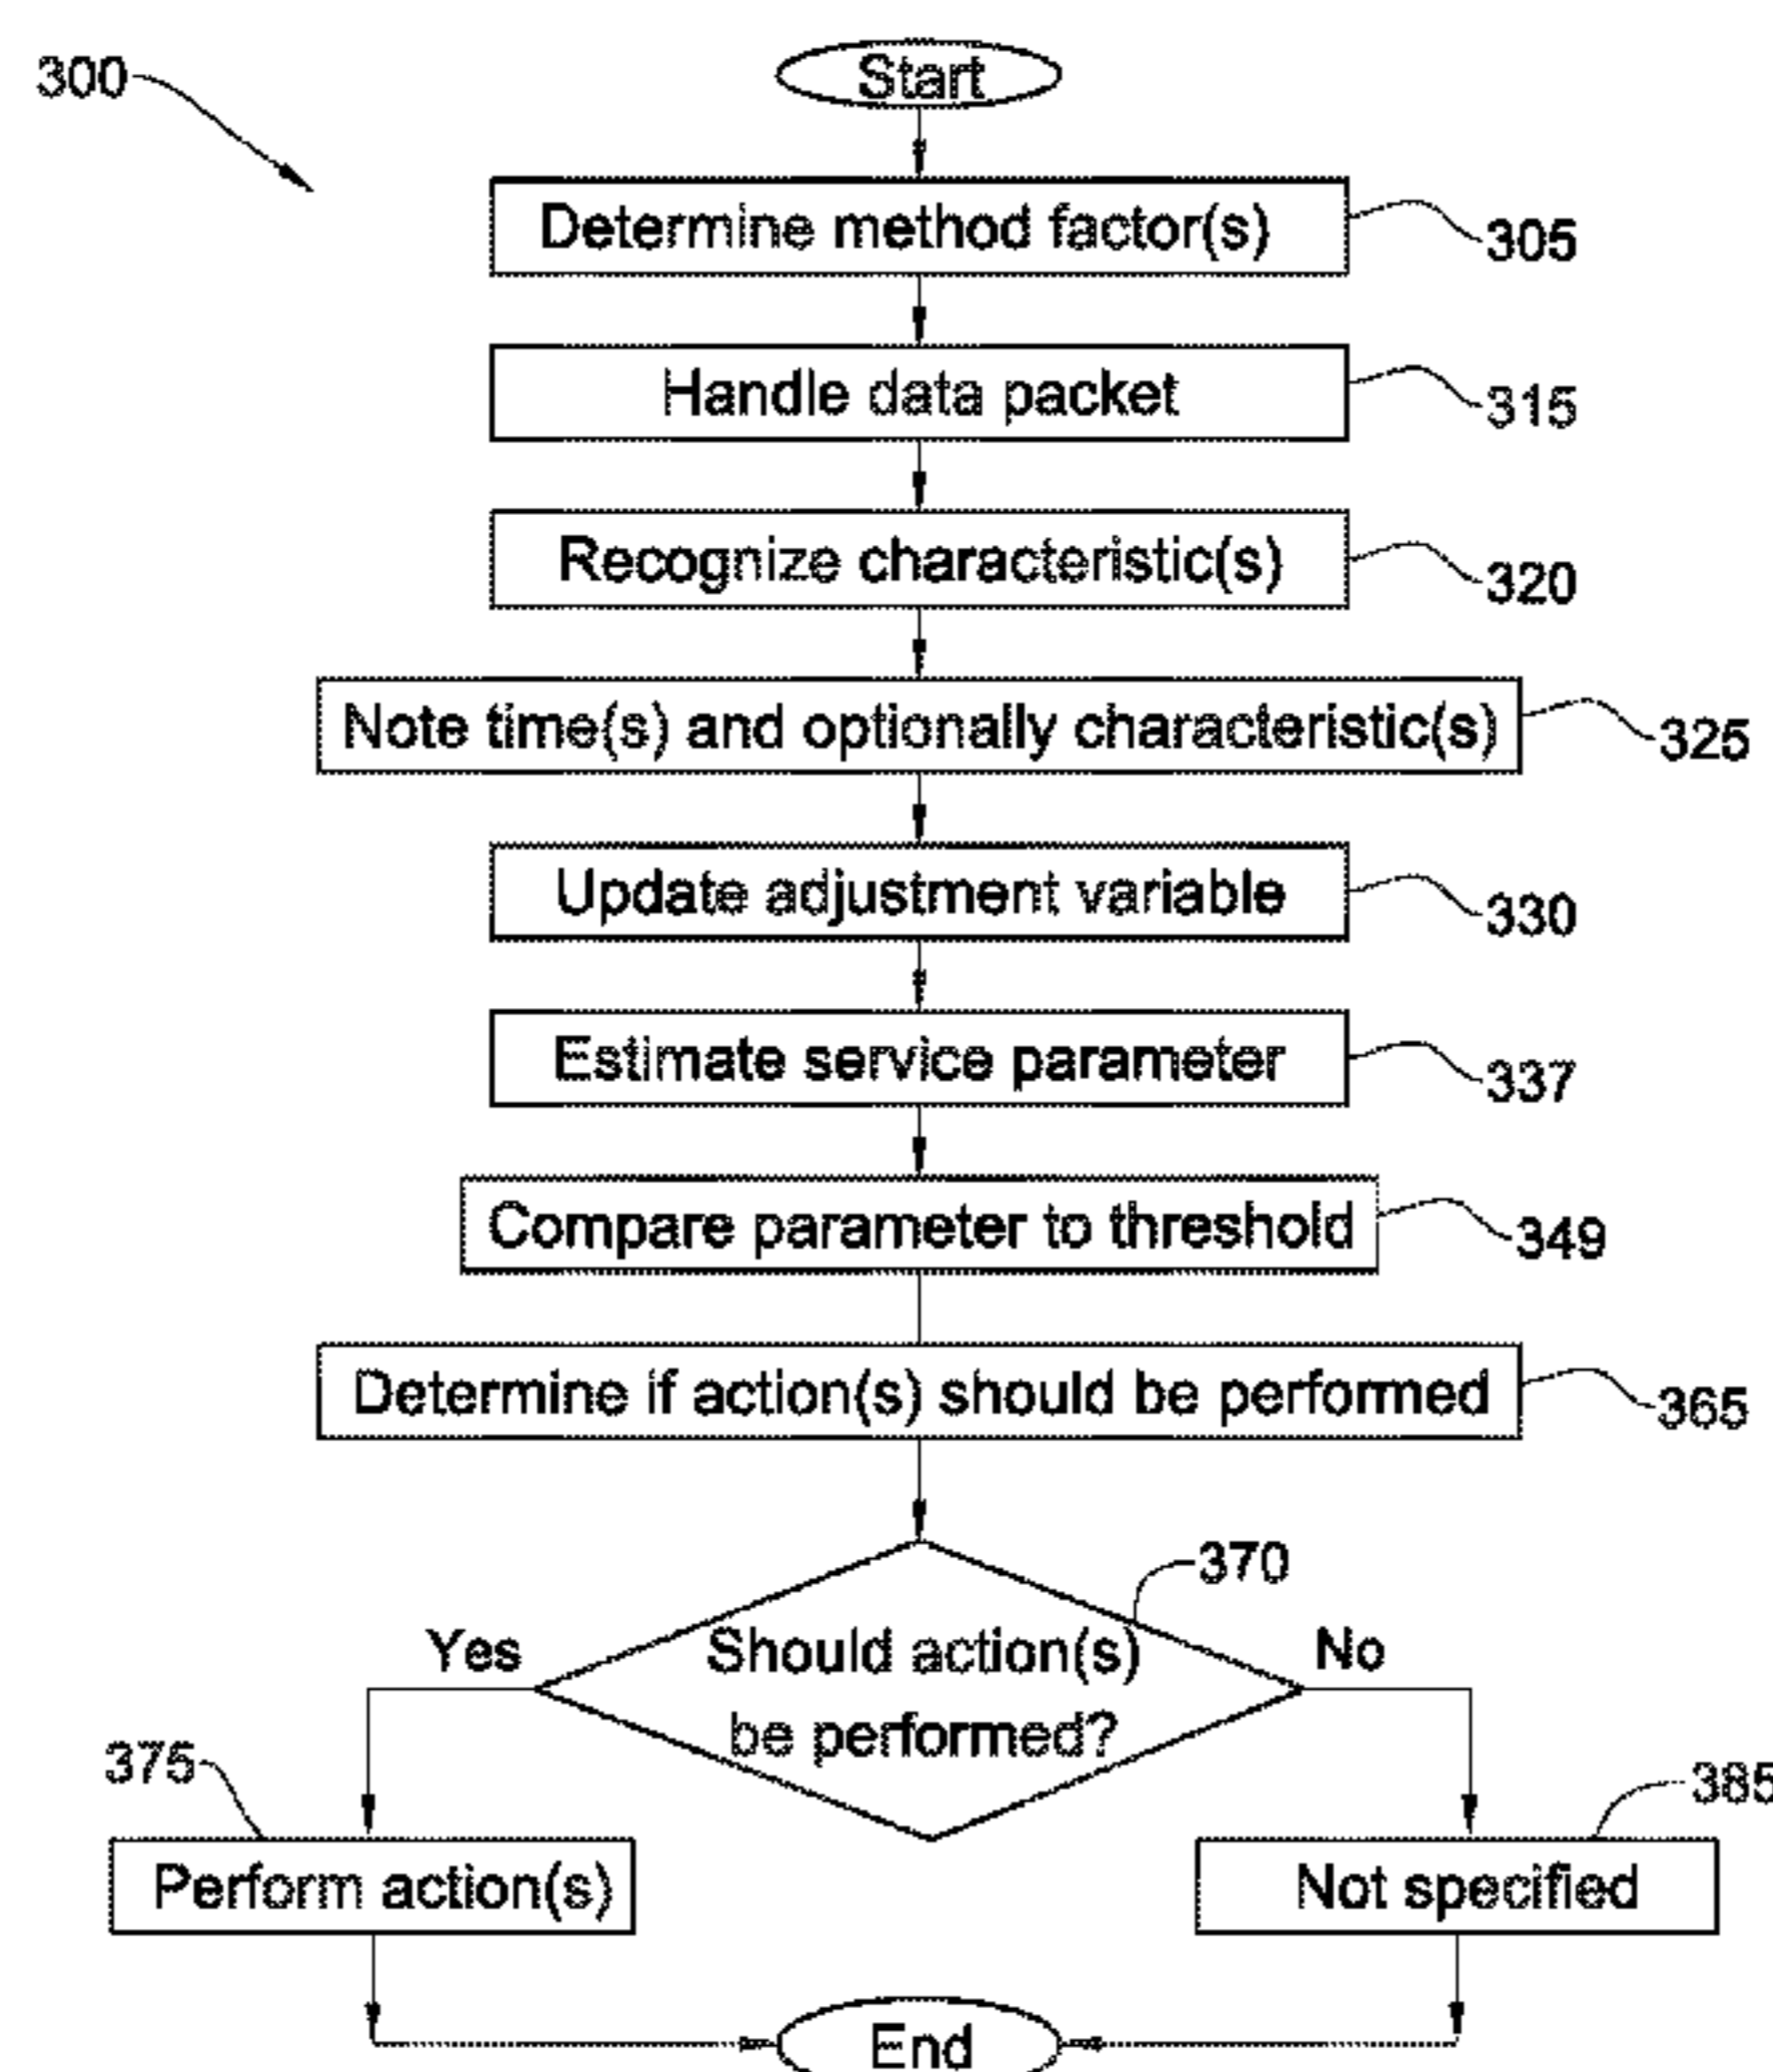 300
Start
Determine method factor(s)
305
Handle data packet
315
Recognize characteristic(s)
320
Note time(s) and optionally characteristic(s)
325
Update adjustment variable
330
Estimate service parameter
337
Compare parameter to threshold
349
Determine if action(s) should be performed
365
370
Yes
Should action(s)
be performed?
No
375
385
Perform action(s)
Not specified
End